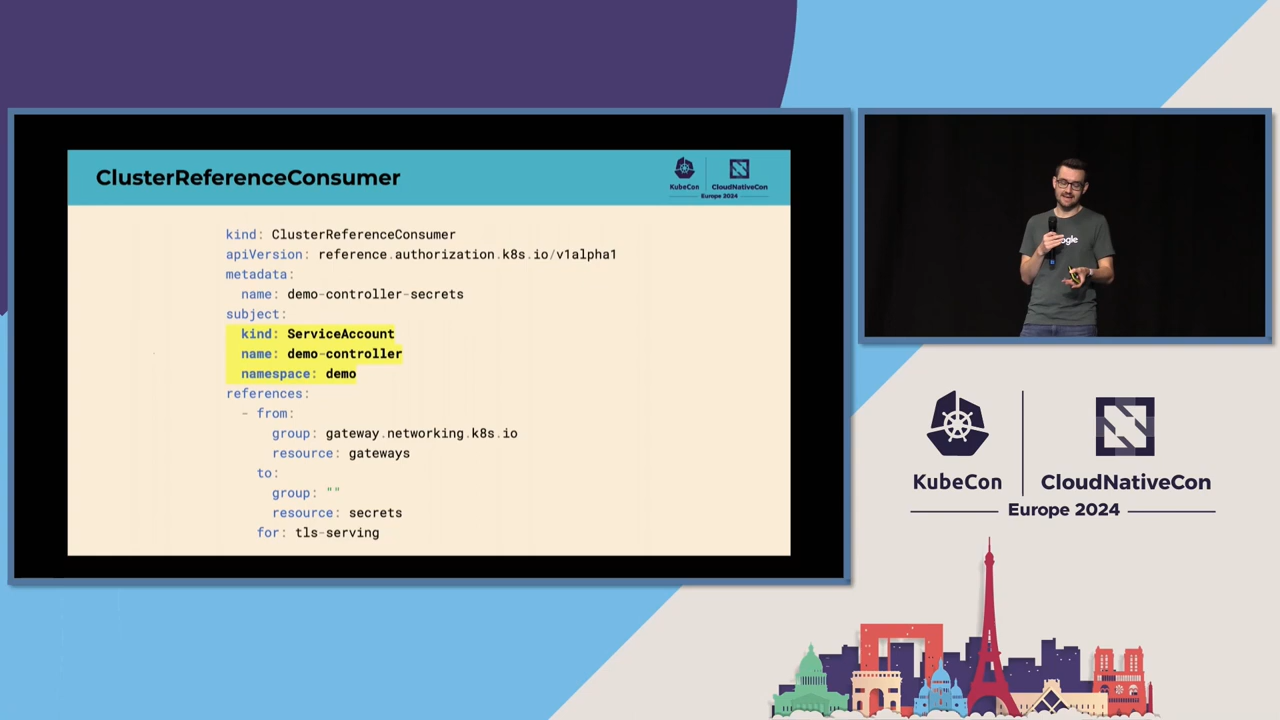 ClusterReferenceConsumer
KubeCon
CloudNativeCon
Europe 2024
kind: ClusterReferenceConsumer
apiVersion: reference.authorization.k8s.io/v1alpha1
metadata:
  name: demo-controller-secrets
subject:
  kind: ServiceAccount
  name: demo-controller
  namespace: demo
references:
  - from:
      group: gateway.networking.k8s.io
      resource: gateways
    to:
      group: ""
      resource: secrets
    for: tls-serving
KubeCon
CloudNativeCon
Europe 2024